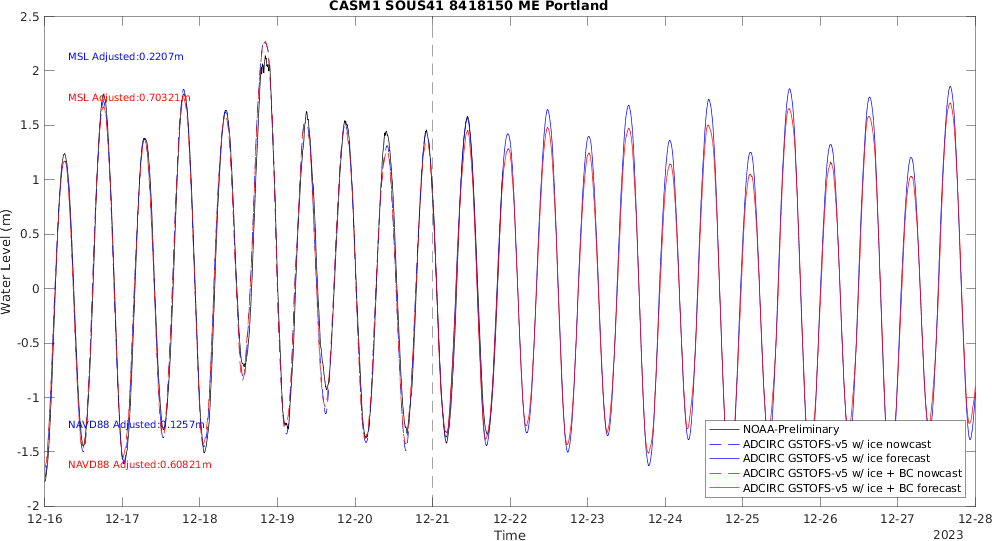 CASM1 SOUS41 8418150 ME Portland
2.5
2
1.5
1
0.5
0
-0.5
-1
-1.5
-2
Water Level (m)
MSL Adjusted:0.2207m
MSL Adjusted:0.70321m
NAVD88 Adjusted:0.1257m
NAVD88 Adjusted:0.60821m
NOAA-Preliminary
ADCIRC GSTOFS-v5 w/ ice nowcast
ADCIRC GSTOFS-v5 w/ ice forecast
ADCIRC GSTOFS-v5 w/ ice + BC nowcast
ADCIRC GSTOFS-v5 w/ ice + BC forecast
12-16 12-17 12-18 12-19 12-20 12-21 12-22 12-23 12-24 12-25 12-26 12-27 12-28
Time
2023